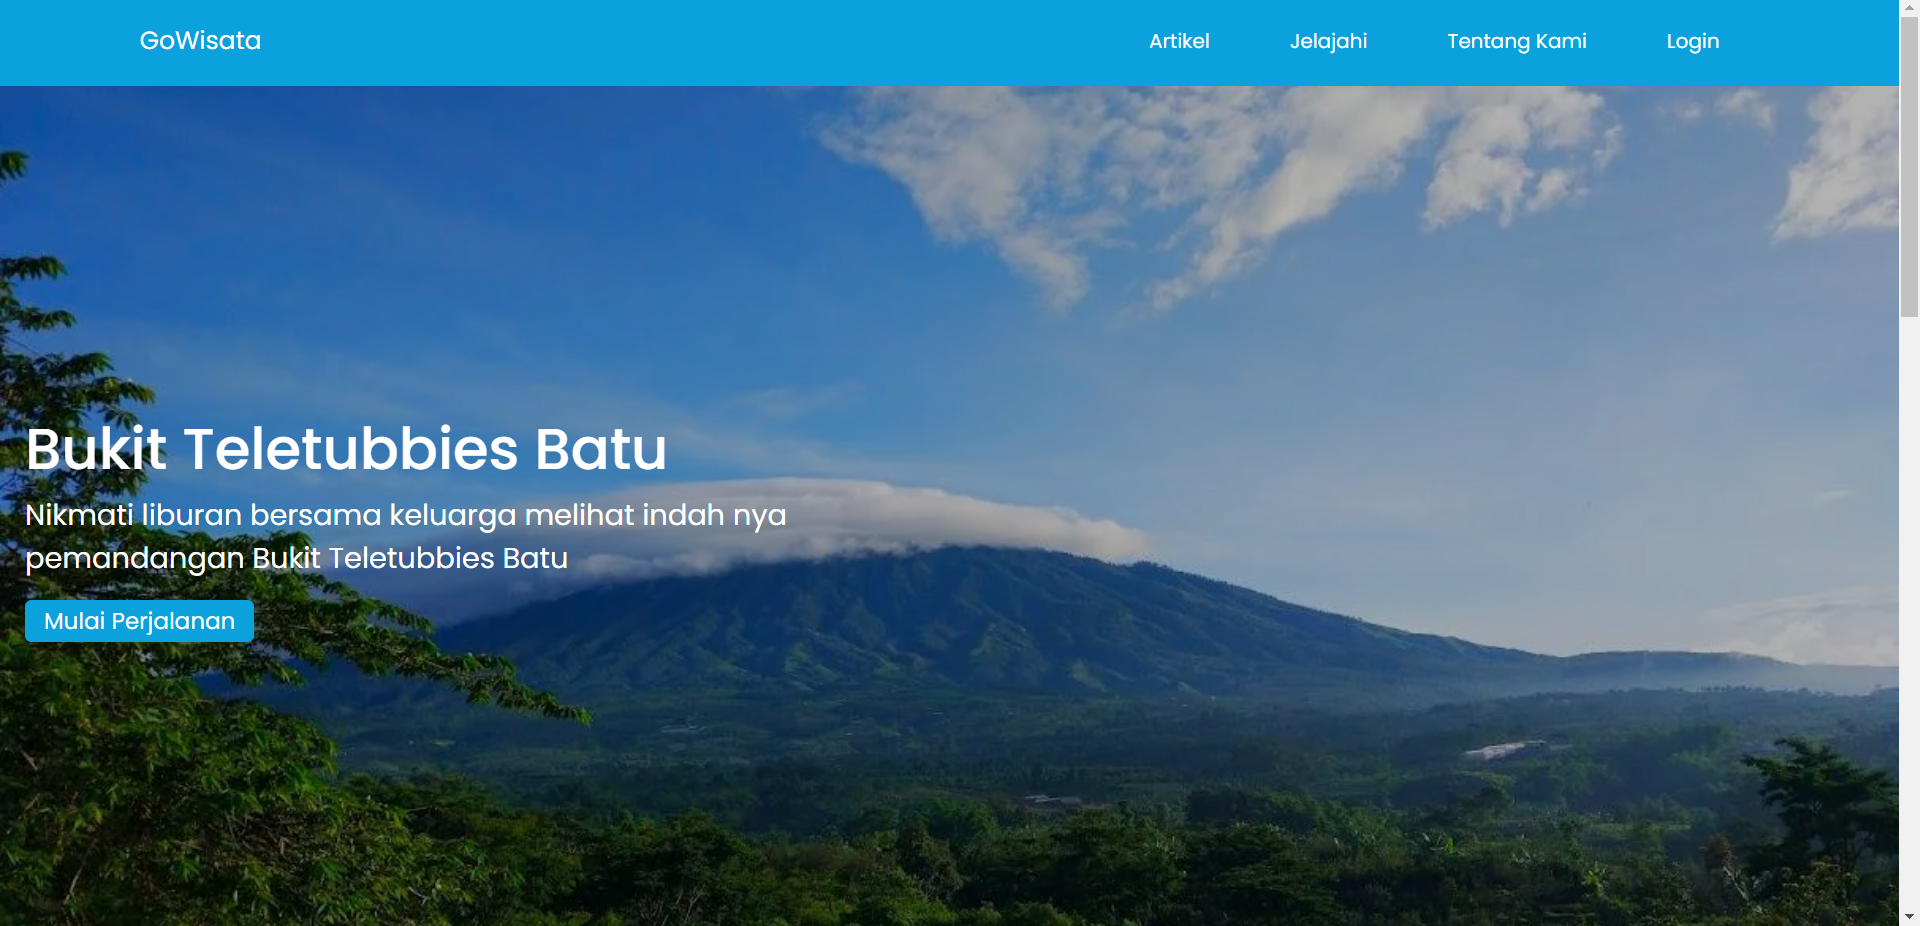 GoWisata
Artikel
Jelajahi
Tentang Kami
Login
Bukit Teletubbies Batu
Nikmati liburan bersama keluarga melihat indah nya
pemandangan Bukit Teletubbies Batu
Mulai Perjalanan